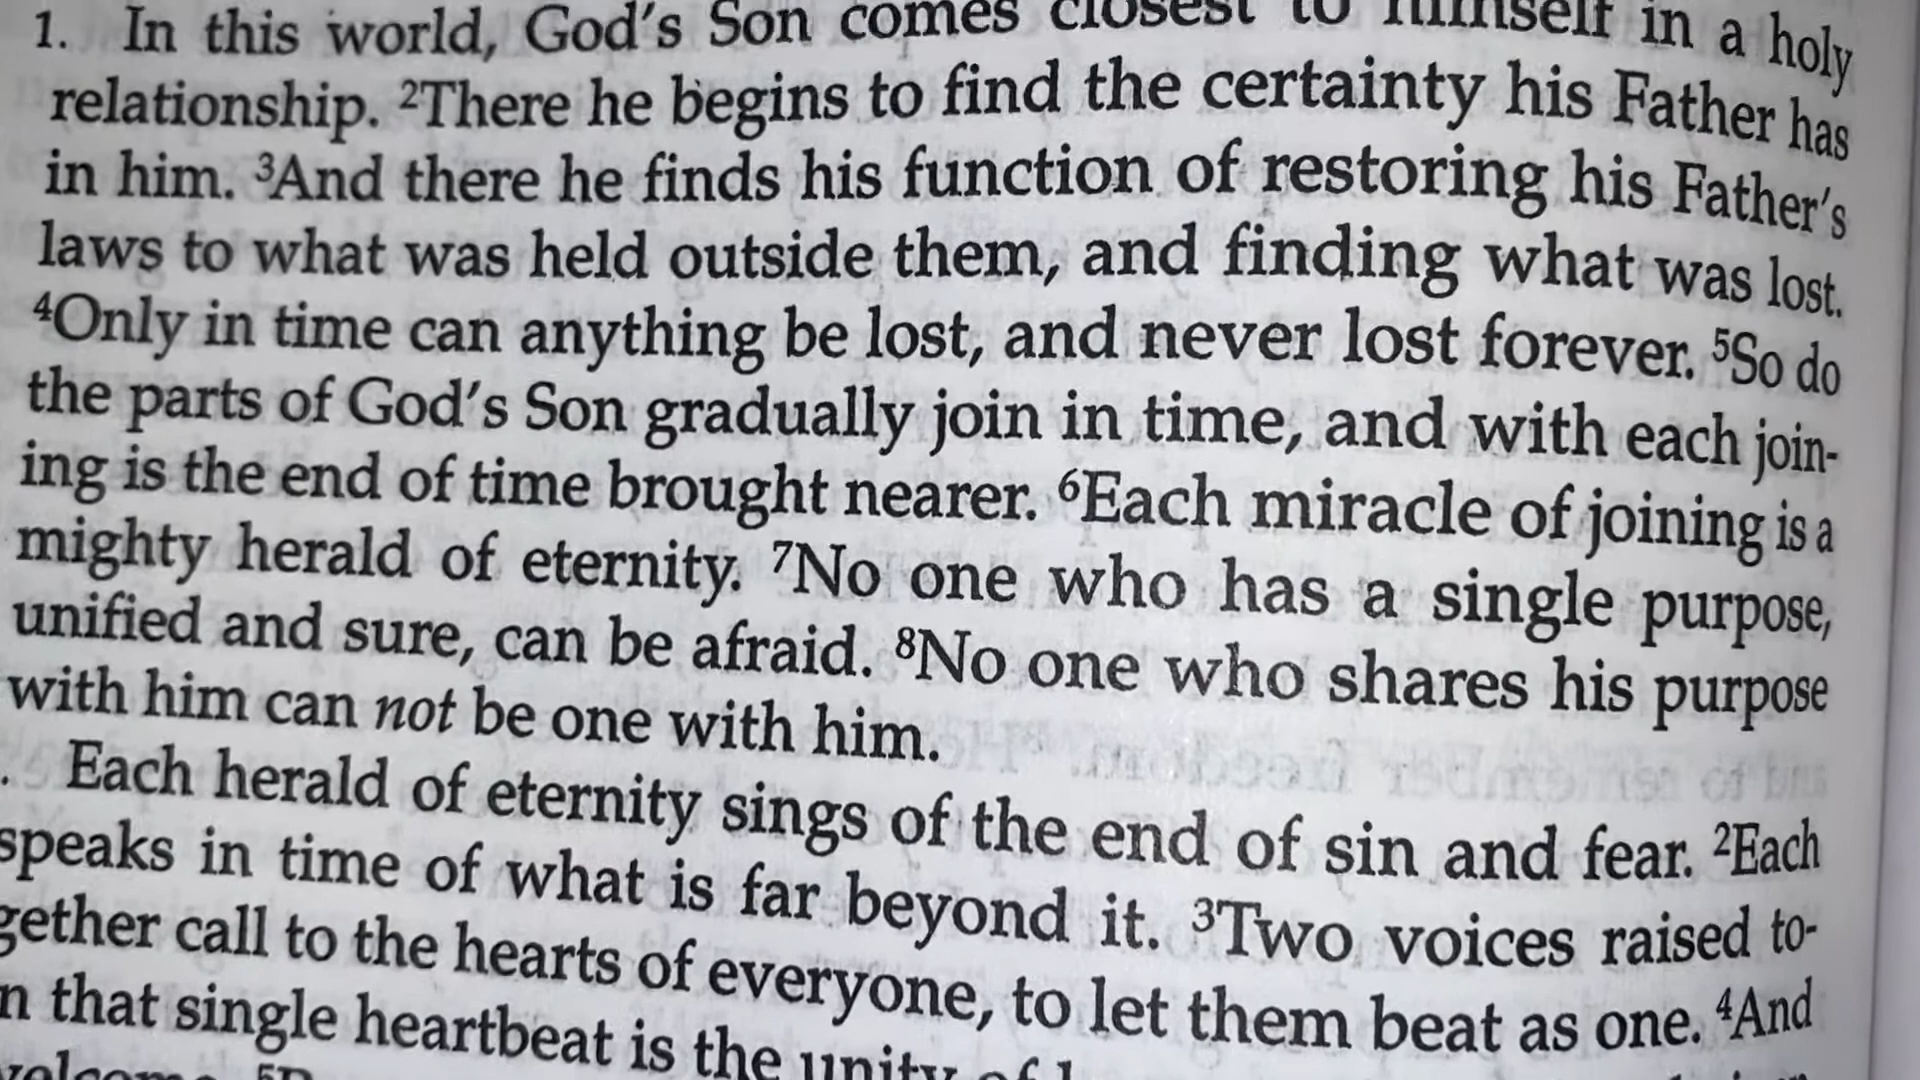 1. In this world, God's Son comes closest to himself in a holy
relationship. ²There he begins to find the certainty his Father has
in him. ³And there he finds his function of restoring his Father's
laws to what was held outside them, and finding what was lost.
⁴Only in time can anything be lost, and never lost forever. ⁵So do
the parts of God's Son gradually join in time, and with each join-
ing is the end of time brought nearer. ⁶Each miracle of joining is a
mighty herald of eternity. ⁷No one who has a single purpose,
unified and sure, can be afraid. ⁸No one who shares his purpose
with him can not be one with him.
. Each herald of eternity sings of the end of sin and fear. ²Each
speaks in time of what is far beyond it. ³Two voices raised to-
gether call to the hearts of everyone, to let them beat as one. ⁴And
n that single heartbeat is the unity of